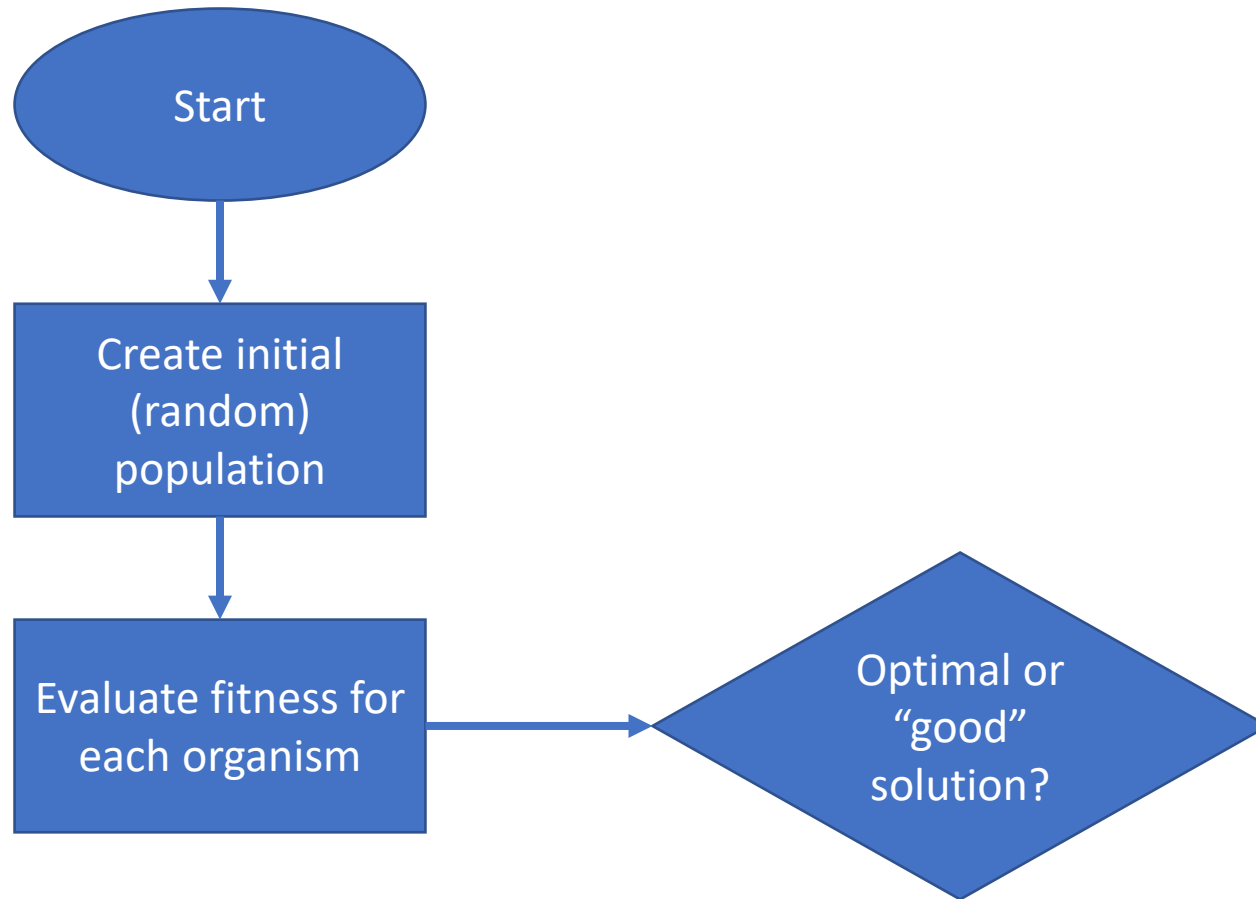 Start
Create initial
(random)
population
Evaluate fitness for
each organism
Optimal or
“good”
solution?